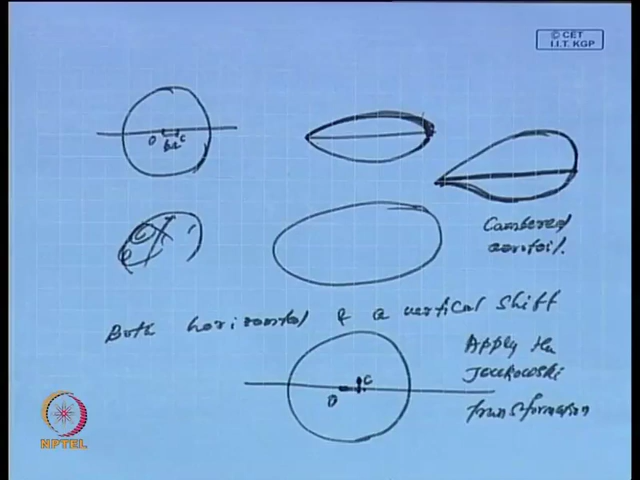 © CET
I.I.T. KGP
O
C
Cambered
aerofoil.
Both horizontal & a vertical shift
Apply the
Joukowski
transformation
O
C
NPTEL